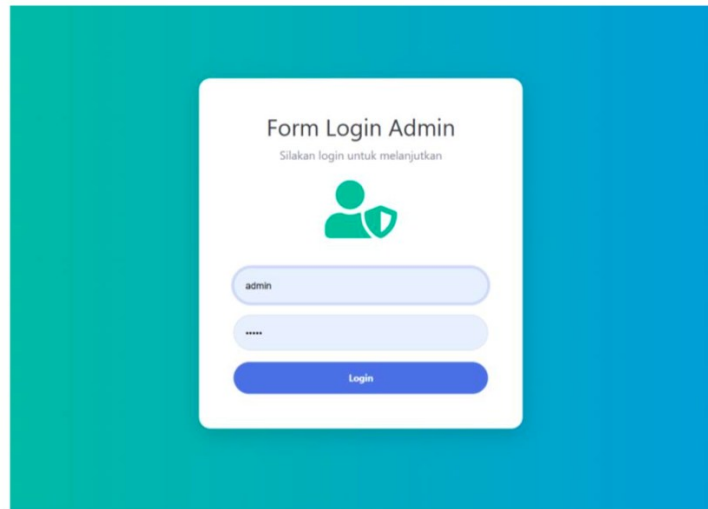 Form Login Admin
Silakan login untuk melanjutkan
admin
•••••
Login